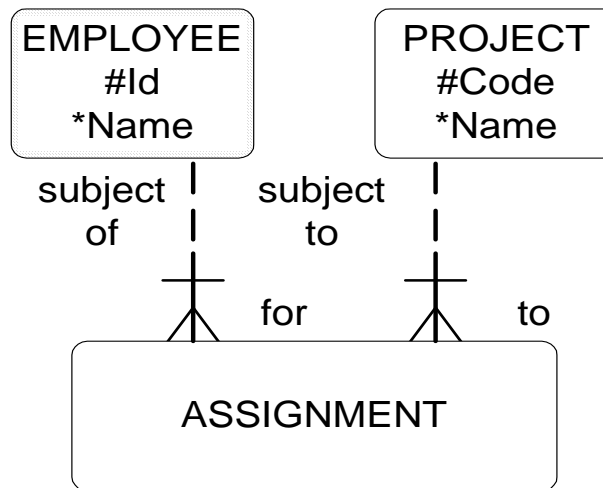 EMPLOYEE
#Id
*Name
PROJECT
#Code
*Name
subject
of
subject
to
for
to
ASSIGNMENT